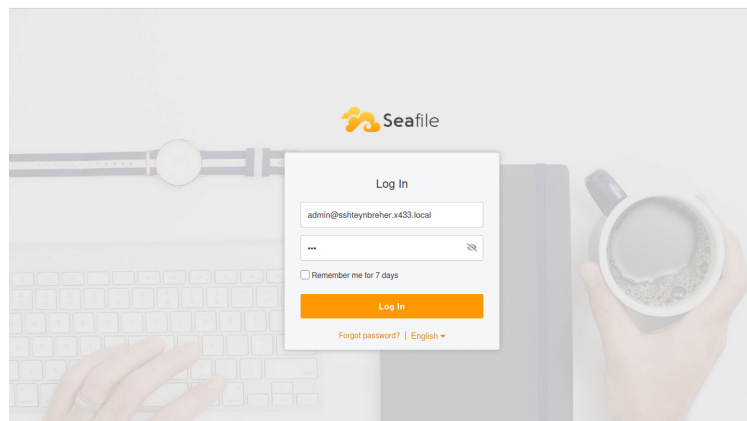 Seafile
Log In
admin@sshteynbreher.x433.local
•••
Remember me for 7 days
Log In
Forgot password? | English